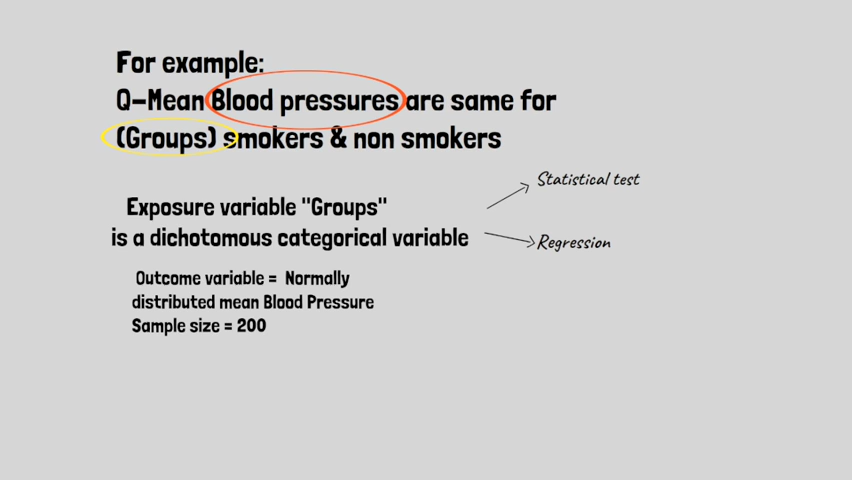 For example:
Q-Mean Blood pressures are same for
(Groups) smokers & non smokers
Statistical test
Exposure variable "Groups"
is a dichotomous categorical variable
Regression
Outcome variable = Normally
distributed mean Blood Pressure
Sample size = 200